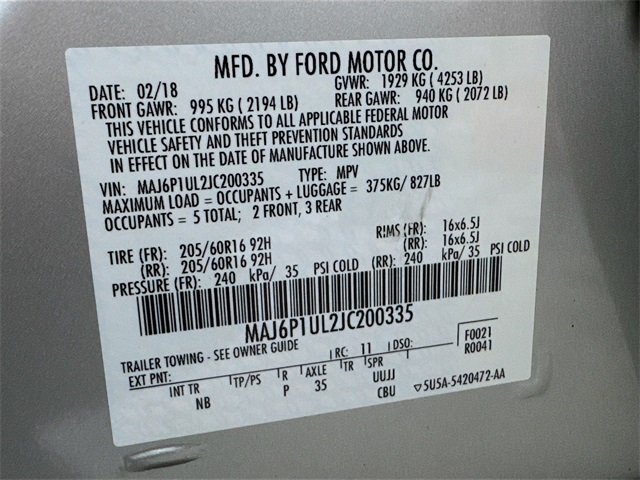 MFD. BY FORD MOTOR CO.
DATE: 02/18 GVWR: 1929 KG ( 4253 LB)
FRONT GAWR: 995 KG ( 2194 LB) REAR GAWR: 940 KG ( 2072 LB)
THIS VEHICLE CONFORMS TO ALL APPLICABLE FEDERAL MOTOR
VEHICLE SAFETY AND THEFT PREVENTION STANDARDS
IN EFFECT ON THE DATE OF MANUFACTURE SHOWN ABOVE.
VIN: MAJ6P1UL2JC200335 TYPE: MPV
MAXIMUM LOAD = OCCUPANTS + LUGGAGE = 375KG/ 827LB
OCCUPANTS = 5 TOTAL; 2 FRONT, 3 REAR
TIRE (FR): 205/60R16 92H RIMS (FR): 16x6.5J
(RR): 205/60R16 92H (RR): 16x6.5J
PRESSURE (FR): 240 kPa/ 35 PSI COLD (RR): 240 kPa/ 35 PSI COLD
MAJ6P1UL2JC200335
TRAILER TOWING - SEE OWNER GUIDE F0021
EXT PNT: RC: 11 DSO: R0041
INT TR TP/PS R AXLE TR SPR
NB P 35 UUJJ
CBU ▽5U5A-5420472-AA